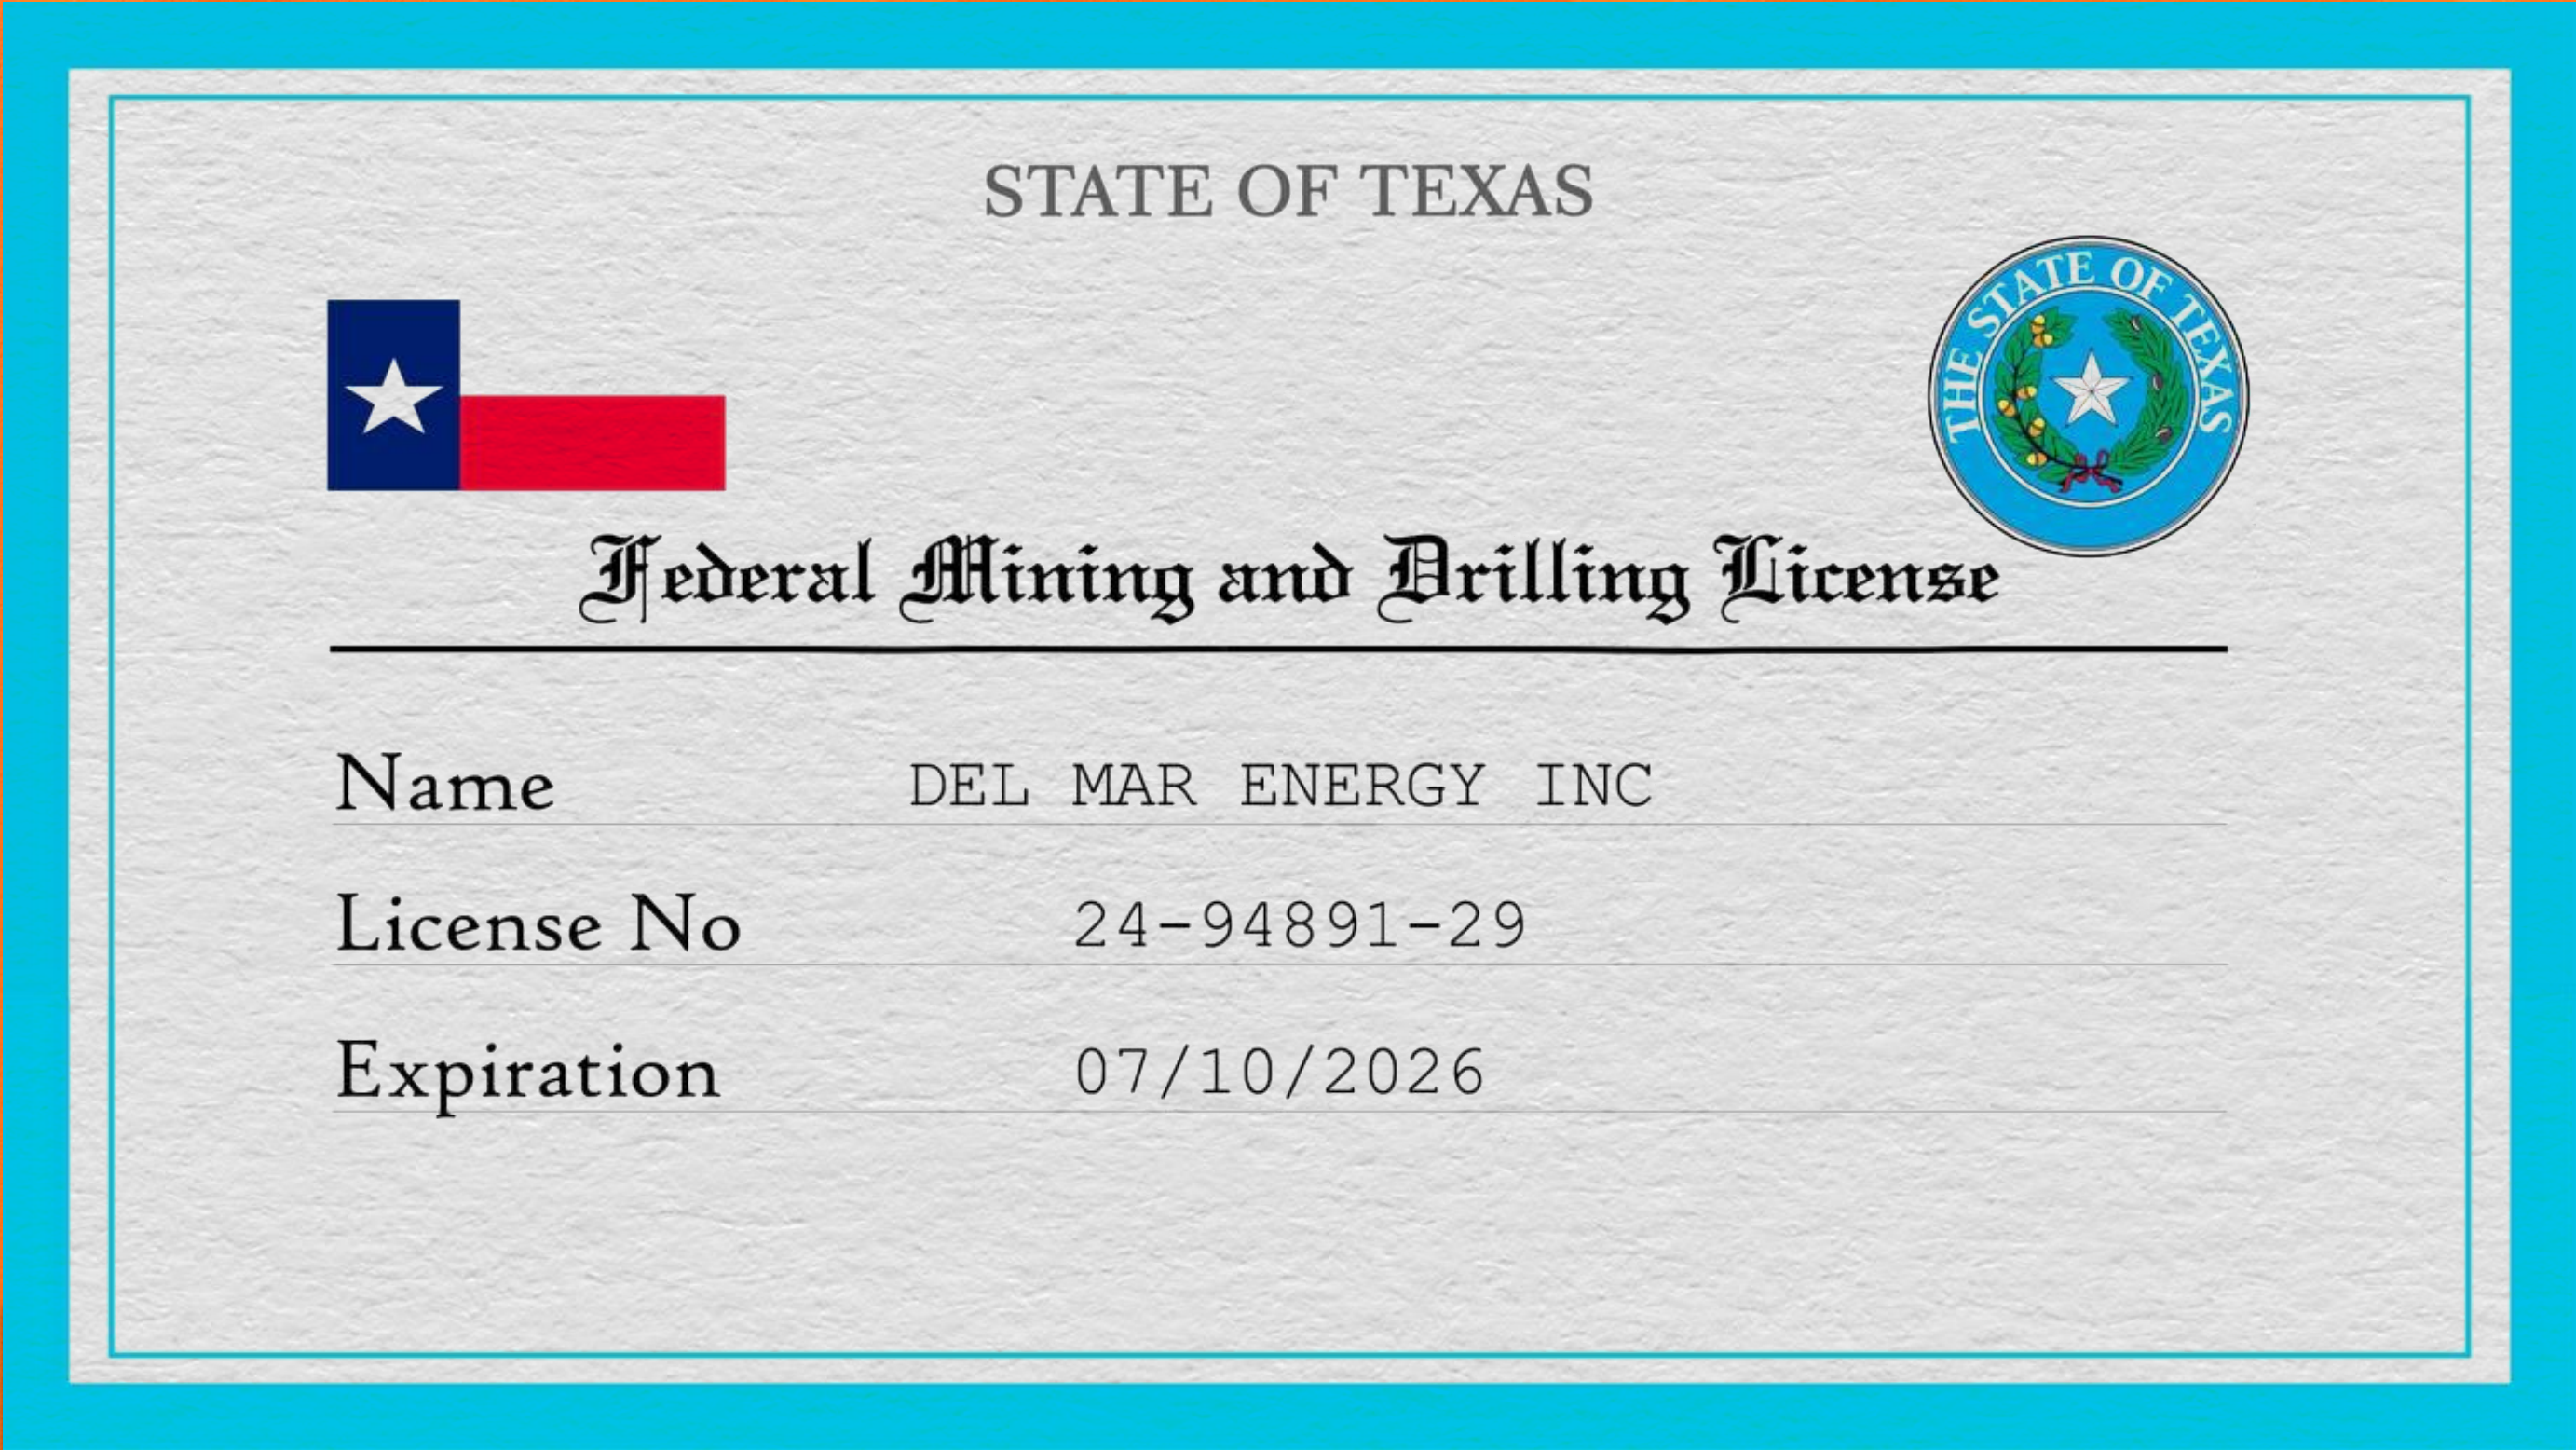 STATE OF TEXAS
THE STATE OF TEXAS
Federal Mining and Drilling License
Name DEL MAR ENERGY INC
License No 24-94891-29
Expiration 07/10/2026